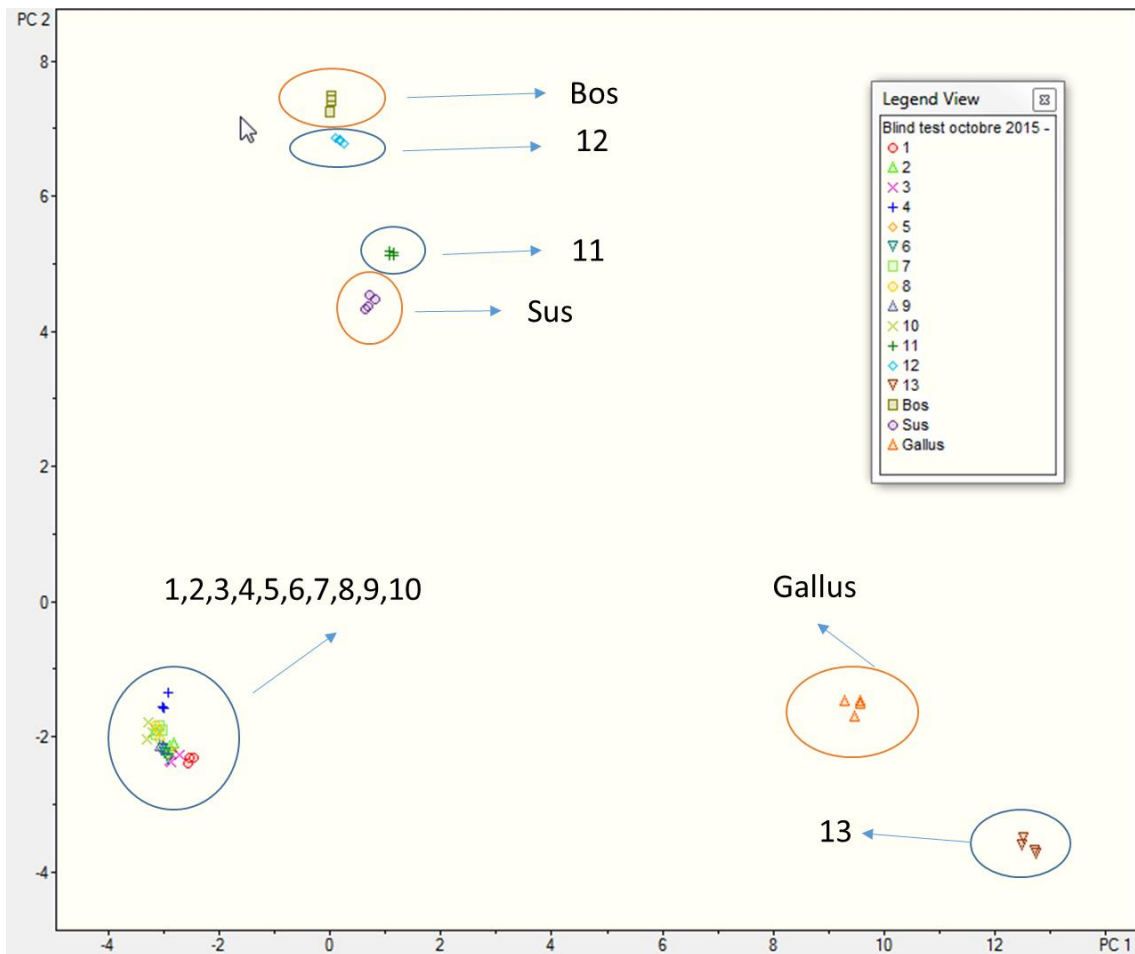 PC 2
8
6
4
2
0
-2
-4
Bos
12
11
Sus
1,2,3,4,5,6,7,8,9,10
Gallus
13
Legend View
Blind test octobre 2015 -
1
2
3
4
5
6
7
8
9
10
11
12
13
Bos
Sus
Gallus
-4 -2 0 2 4 6 8 10 12 PC 1